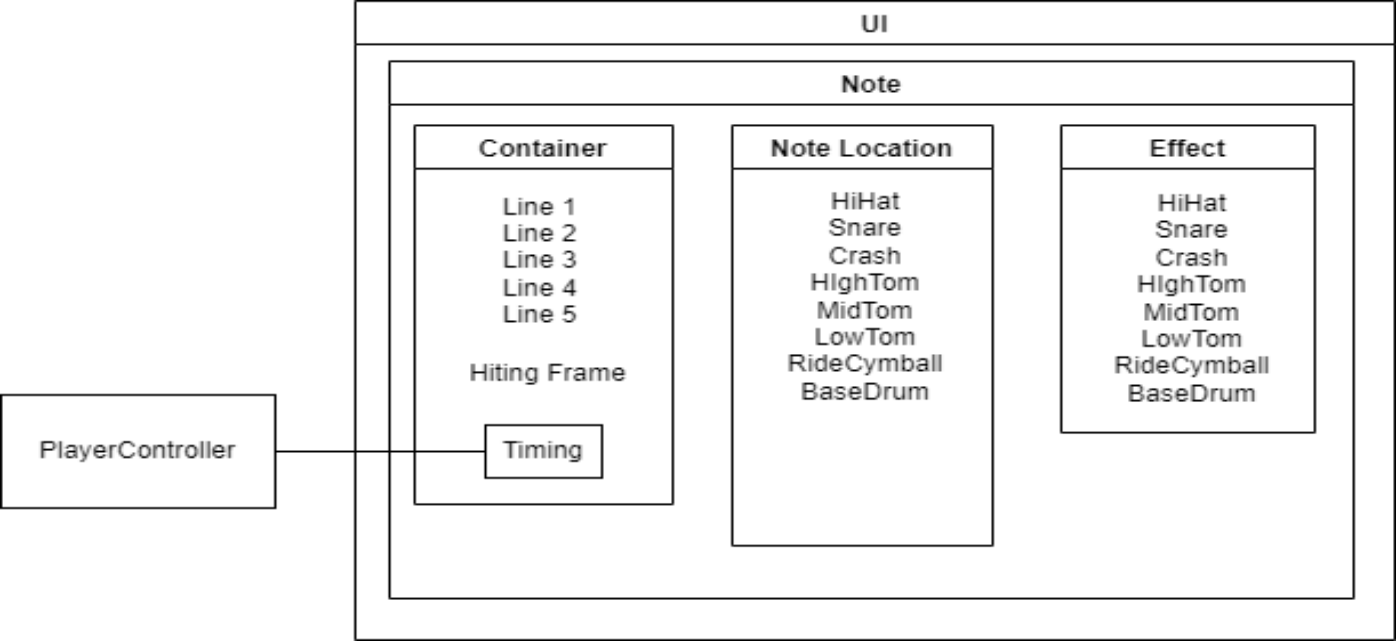 UI
Note
Container
Line 1
Line 2
Line 3
Line 4
Line 5
Hiting Frame
Timing
PlayerController
Note Location
HiHat
Snare
Crash
HIghTom
MidTom
LowTom
RideCymball
BaseDrum
Effect
HiHat
Snare
Crash
HIghTom
MidTom
LowTom
RideCymball
BaseDrum